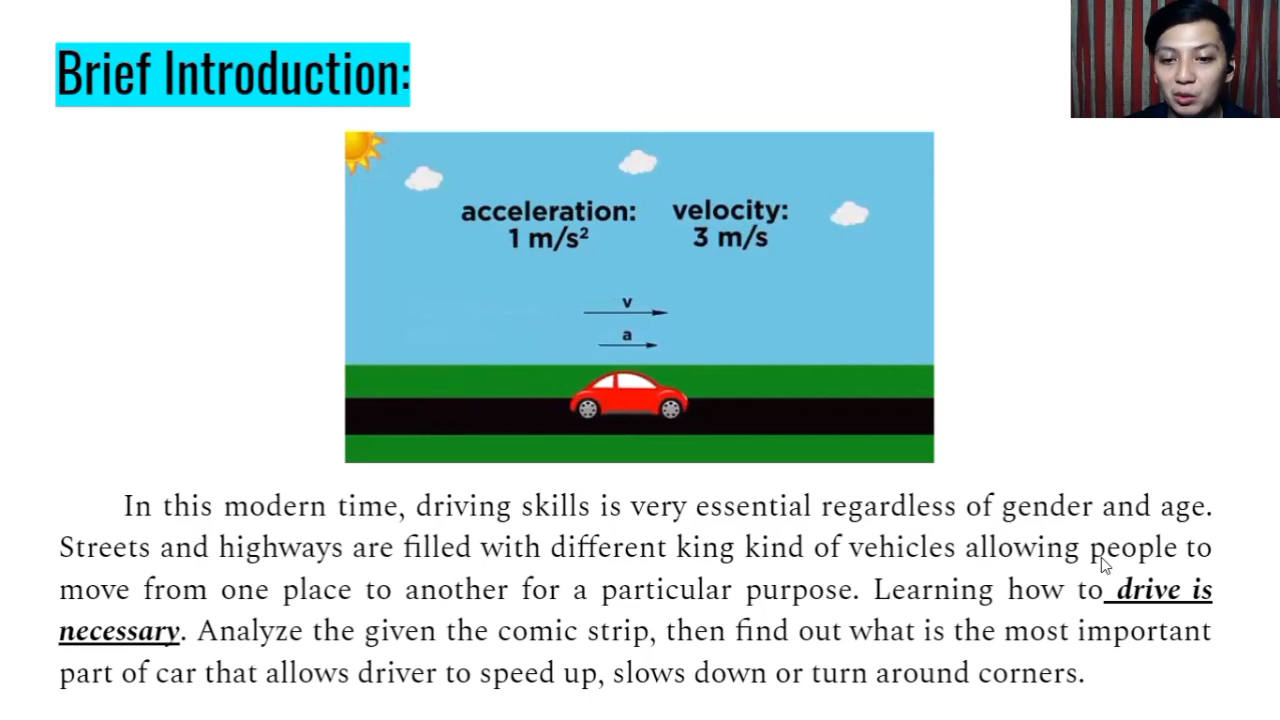 Brief Introduction:
acceleration: velocity:
1 m/s² 3 m/s
v
a
In this modern time, driving skills is very essential regardless of gender and age.
Streets and highways are filled with different king kind of vehicles allowing people to
move from one place to another for a particular purpose. Learning how to drive is
necessary. Analyze the given the comic strip, then find out what is the most important
part of car that allows driver to speed up, slows down or turn around corners.